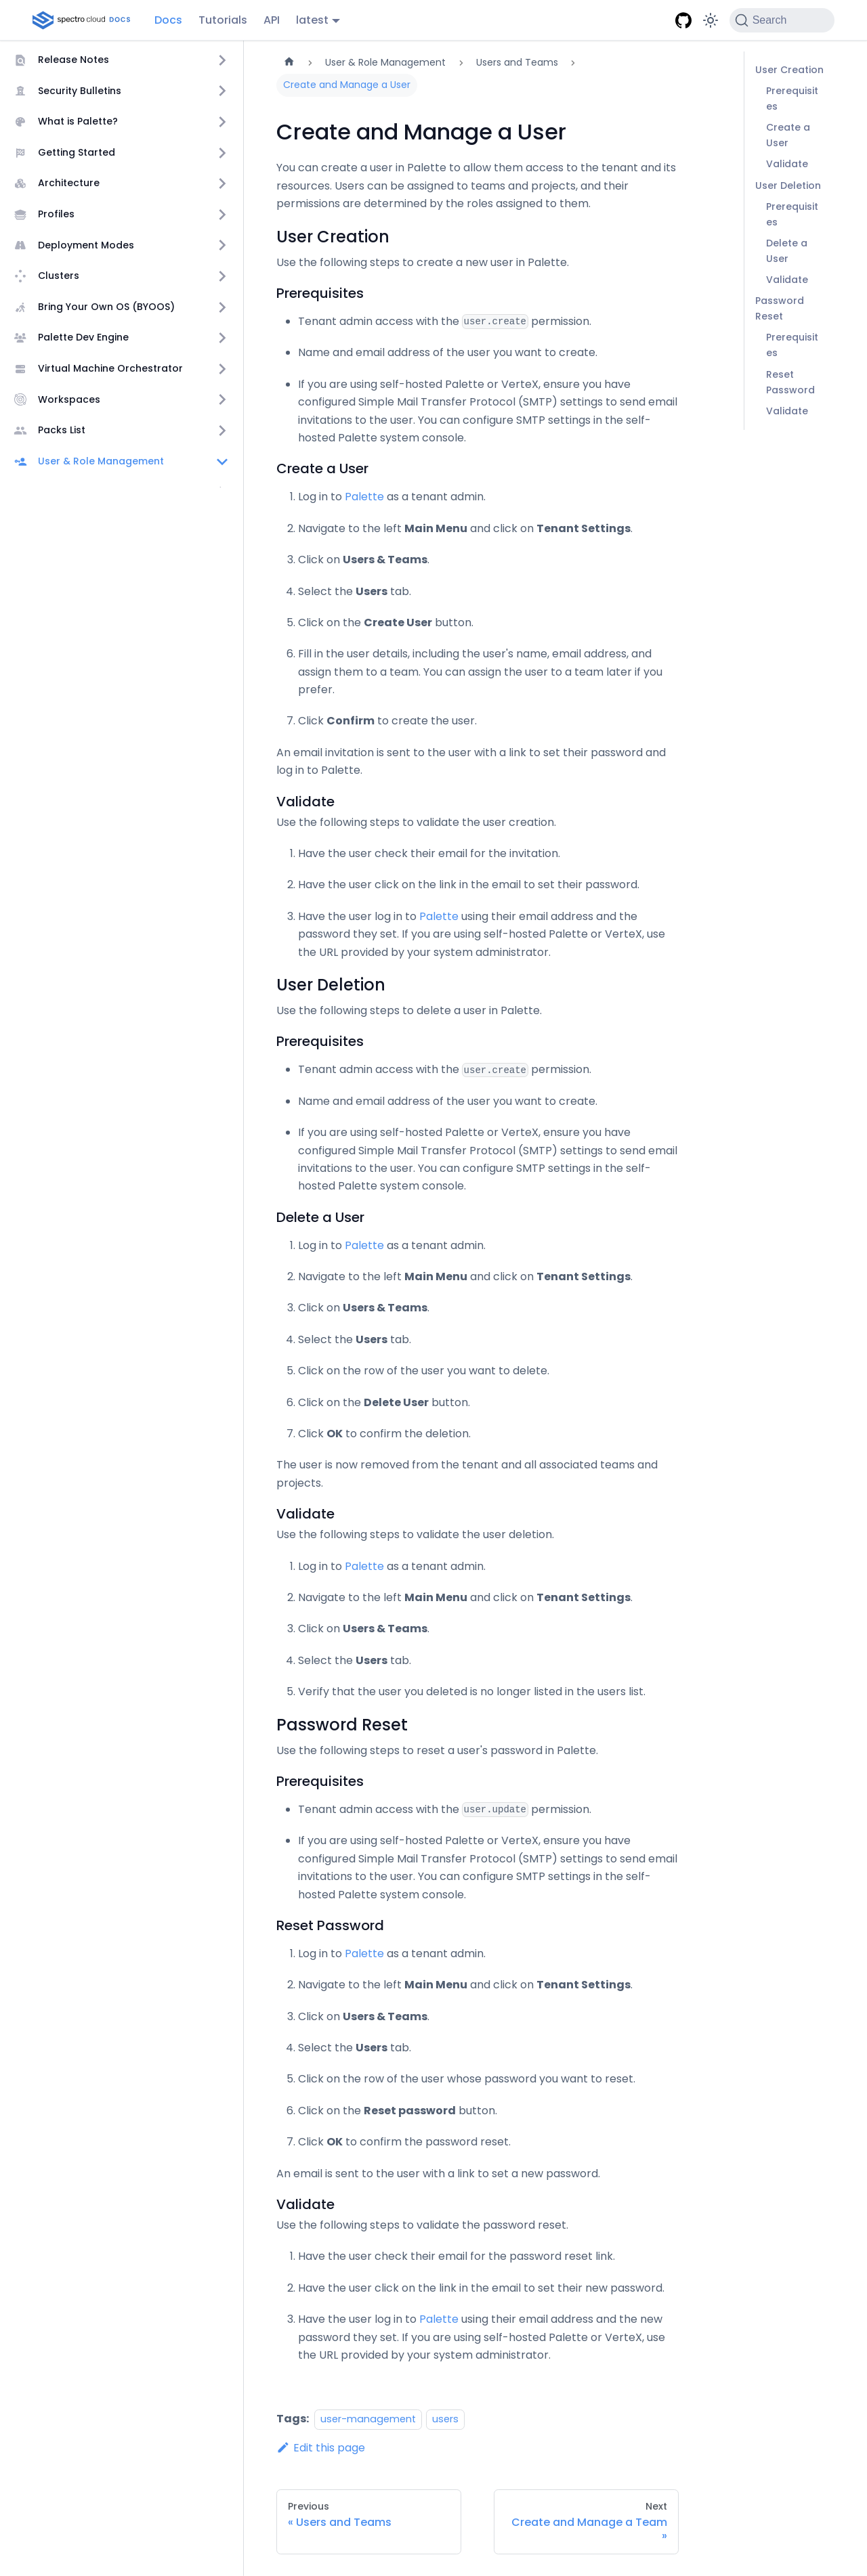 spectro cloud DOCS
Docs
Tutorials
API
latest
Search
Release Notes
Security Bulletins
What is Palette?
Getting Started
Architecture
Profiles
Deployment Modes
Clusters
Bring Your Own OS (BYOOS)
Palette Dev Engine
Virtual Machine Orchestrator
Workspaces
Packs List
User & Role Management
User & Role Management
Users and Teams
Create and Manage a User
Create and Manage a User
You can create a user in Palette to allow them access to the tenant and its
resources. Users can be assigned to teams and projects, and their
permissions are determined by the roles assigned to them.
User Creation
Use the following steps to create a new user in Palette.
Prerequisites
• Tenant admin access with the user.create permission.
• Name and email address of the user you want to create.
• If you are using self-hosted Palette or VerteX, ensure you have
configured Simple Mail Transfer Protocol (SMTP) settings to send email
invitations to the user. You can configure SMTP settings in the self-
hosted Palette system console.
Create a User
1. Log in to Palette as a tenant admin.
2. Navigate to the left Main Menu and click on Tenant Settings.
3. Click on Users & Teams.
4. Select the Users tab.
5. Click on the Create User button.
6. Fill in the user details, including the user's name, email address, and
assign them to a team. You can assign the user to a team later if you
prefer.
7. Click Confirm to create the user.
An email invitation is sent to the user with a link to set their password and
log in to Palette.
Validate
Use the following steps to validate the user creation.
1. Have the user check their email for the invitation.
2. Have the user click on the link in the email to set their password.
3. Have the user log in to Palette using their email address and the
password they set. If you are using self-hosted Palette or VerteX, use
the URL provided by your system administrator.
User Deletion
Use the following steps to delete a user in Palette.
Prerequisites
• Tenant admin access with the user.create permission.
• Name and email address of the user you want to create.
• If you are using self-hosted Palette or VerteX, ensure you have
configured Simple Mail Transfer Protocol (SMTP) settings to send email
invitations to the user. You can configure SMTP settings in the self-
hosted Palette system console.
Delete a User
1. Log in to Palette as a tenant admin.
2. Navigate to the left Main Menu and click on Tenant Settings.
3. Click on Users & Teams.
4. Select the Users tab.
5. Click on the row of the user you want to delete.
6. Click on the Delete User button.
7. Click OK to confirm the deletion.
The user is now removed from the tenant and all associated teams and
projects.
Validate
Use the following steps to validate the user deletion.
1. Log in to Palette as a tenant admin.
2. Navigate to the left Main Menu and click on Tenant Settings.
3. Click on Users & Teams.
4. Select the Users tab.
5. Verify that the user you deleted is no longer listed in the users list.
Password Reset
Use the following steps to reset a user's password in Palette.
Prerequisites
• Tenant admin access with the user.update permission.
• If you are using self-hosted Palette or VerteX, ensure you have
configured Simple Mail Transfer Protocol (SMTP) settings to send email
invitations to the user. You can configure SMTP settings in the self-
hosted Palette system console.
Reset Password
1. Log in to Palette as a tenant admin.
2. Navigate to the left Main Menu and click on Tenant Settings.
3. Click on Users & Teams.
4. Select the Users tab.
5. Click on the row of the user whose password you want to reset.
6. Click on the Reset password button.
7. Click OK to confirm the password reset.
An email is sent to the user with a link to set a new password.
Validate
Use the following steps to validate the password reset.
1. Have the user check their email for the password reset link.
2. Have the user click on the link in the email to set their new password.
3. Have the user log in to Palette using their email address and the new
password they set. If you are using self-hosted Palette or VerteX, use
the URL provided by your system administrator.
Tags: user-management users
Edit this page
Previous
« Users and Teams
Next
Create and Manage a Team
»
User Creation
Prerequisit
es
Create a
User
Validate
User Deletion
Prerequisit
es
Delete a
User
Validate
Password
Reset
Prerequisit
es
Reset
Password
Validate